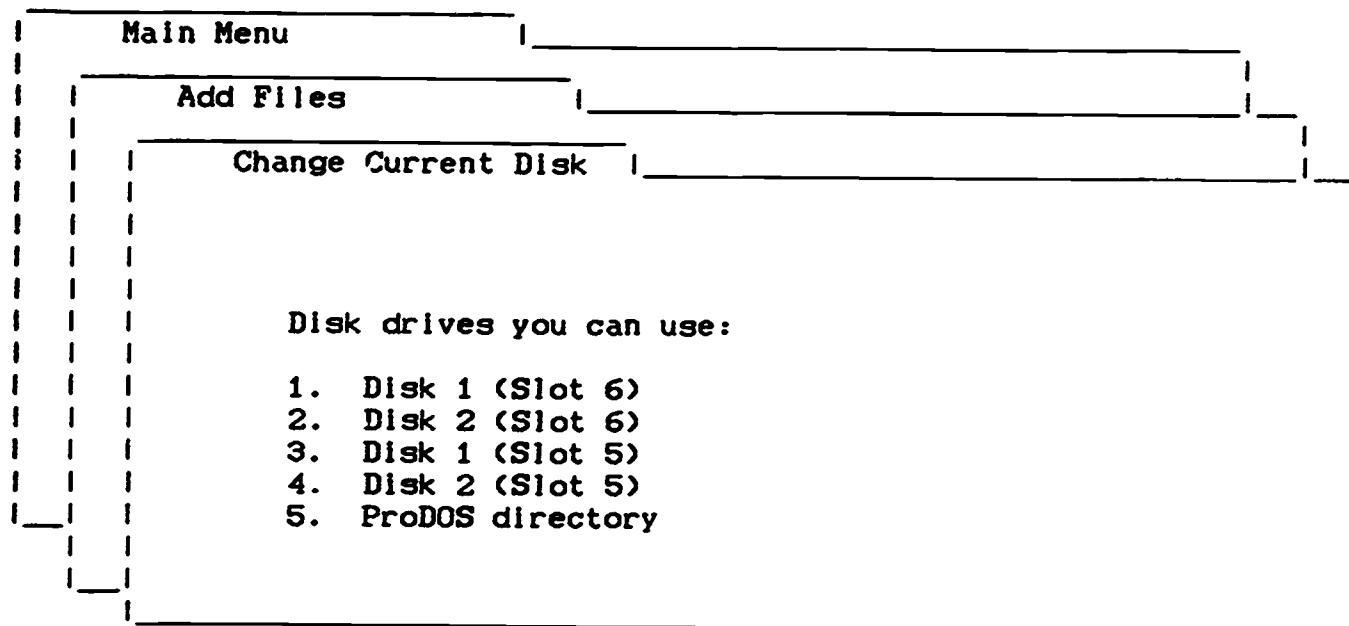 Main Menu
Add Files
Change Current Disk
Disk drives you can use:
1. Disk 1 (Slot 6)
2. Disk 2 (Slot 6)
3. Disk 1 (Slot 5)
4. Disk 2 (Slot 5)
5. ProDOS directory